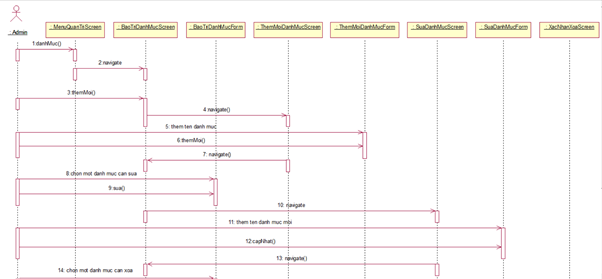 : Admin
: MenuQuanTriScreen
: BaoTriDanhMucScreen
: BaoTriDanhMucForm
: ThemMoiDanhMucScreen
: ThemMoiDanhMucForm
: SuaDanhMucScreen
: SuaDanhMucForm
: XacNhanXoaScreen
1:danhMuc()
2: navigate
3: themMoi()
4: navigate()
5: them ten danh muc
6: themMoi()
7: navigate()
8: chon mot danh muc can sua
9: sua()
10: navigate
11: them ten danh muc moi
12: capNhat()
13: navigate()
14: chon mot danh muc can xoa